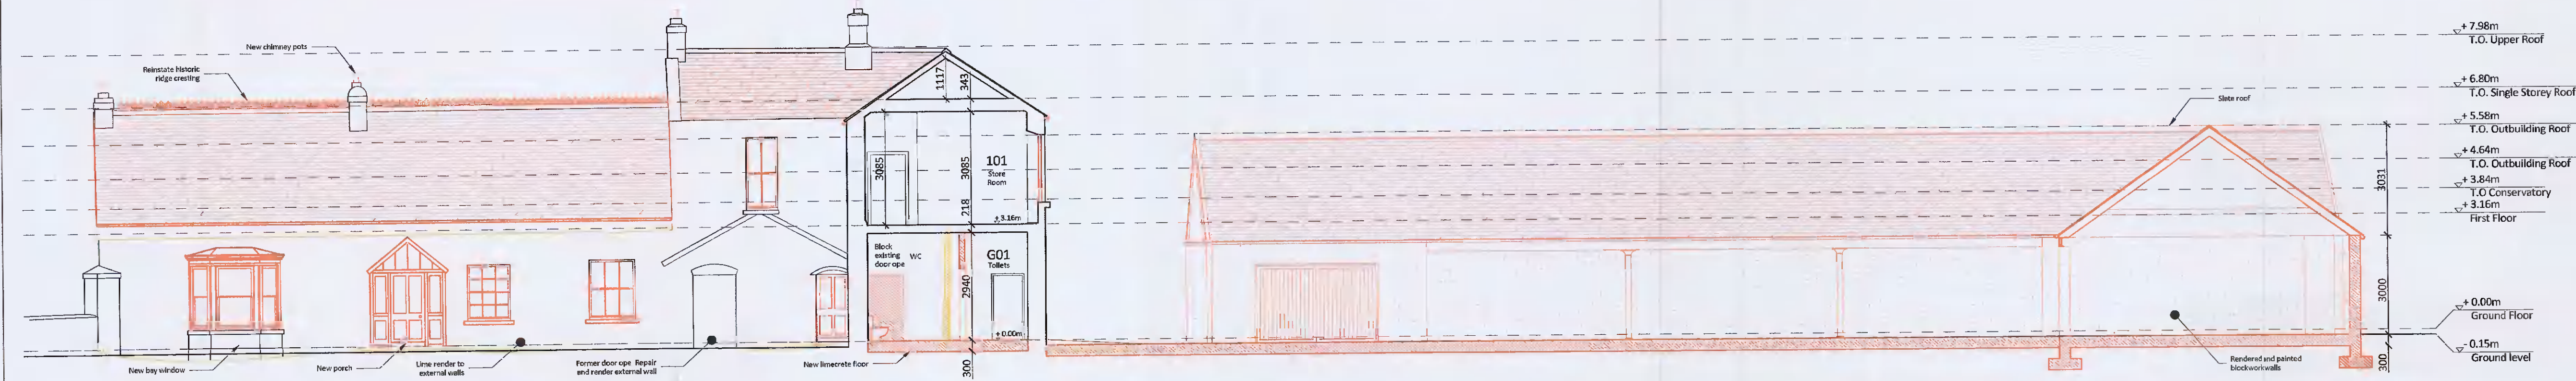 New chimney pots
Reinstate historic
ridge cresting
1117
343
3085
3085
218
101
Store
Room
+ 3.16m
Block
existing
door ope
WC
G01
Toilets
2940
+ 0.00m
300
New bay window
New porch
Lime render to
external walls
Former door ope Repair
and render external wall
New limecrete floor
Slate roof
3031
3000
300
Rendered and painted
blockworkwalls
+ 7.98m
T.O. Upper Roof
+ 6.80m
T.O. Single Storey Roof
+ 5.58m
T.O. Outbuilding Roof
+ 4.64m
T.O. Outbuilding Roof
+ 3.84m
T.O Conservatory
+ 3.16m
First Floor
+ 0.00m
Ground Floor
- 0.15m
Ground level